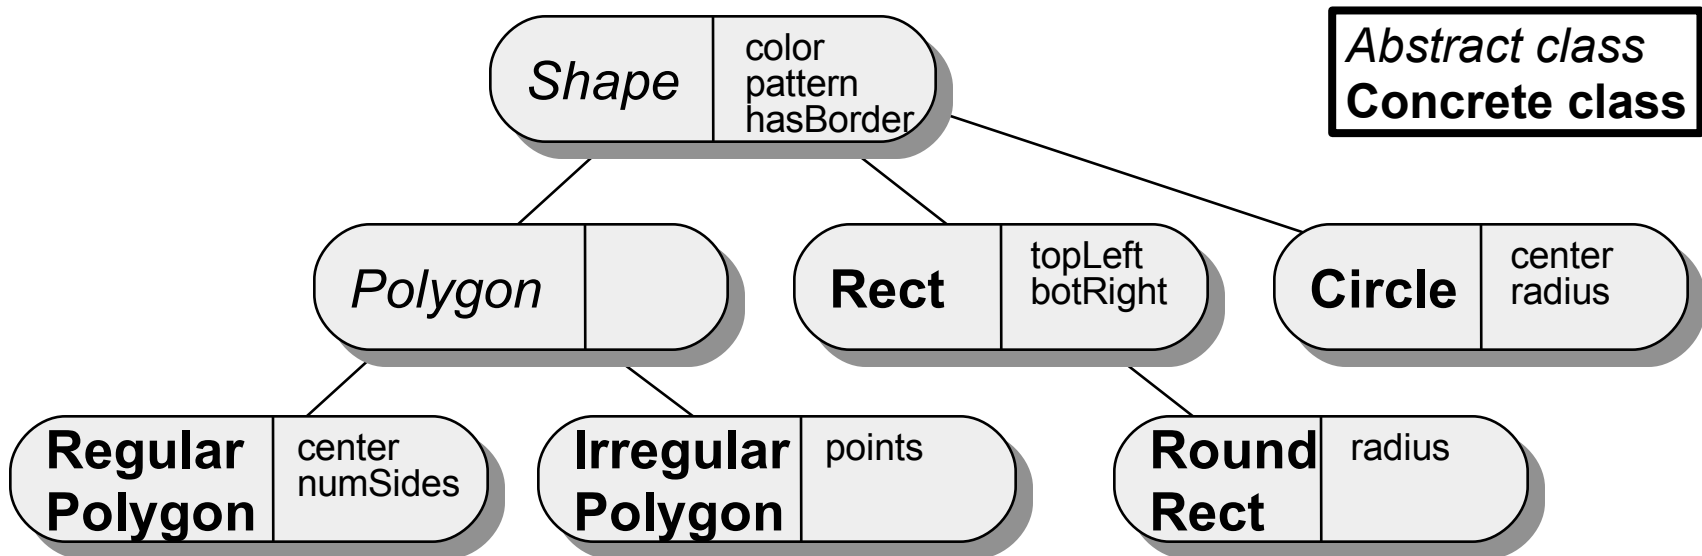 Shape
color
pattern
hasBorder
Abstract class
Concrete class
Polygon
Rect
topLeft
botRight
Circle
center
radius
Regular
Polygon
center
numSides
Irregular
Polygon
points
Round
Rect
radius